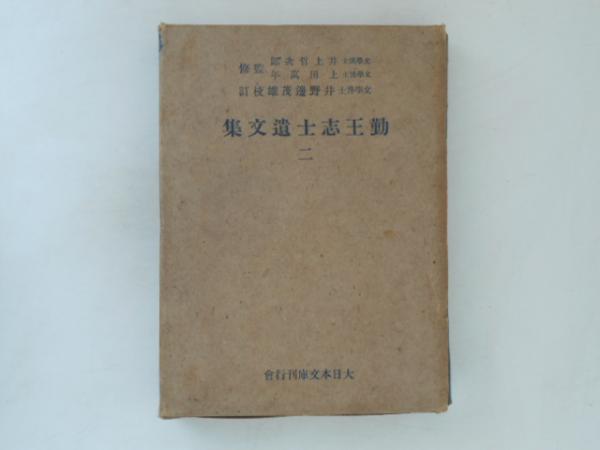 文學博士井上哲次郎
文學博士上田萬年
監修
文學博士井野邊茂雄校訂
勤王志士遺文集
二
大日本文庫刊行會